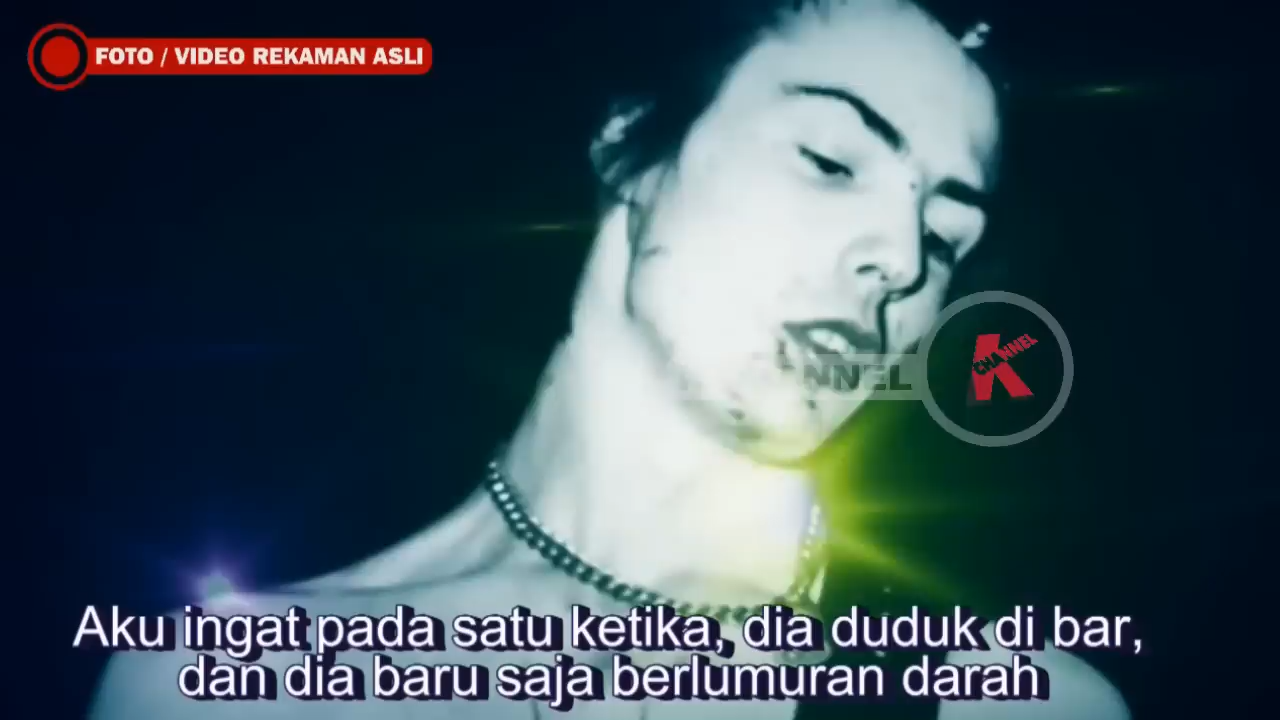 FOTO / VIDEO REKAMAN ASLI
CHANNEL
Aku ingat pada satu ketika, dia duduk di bar,
dan dia baru saja berlumuran darah